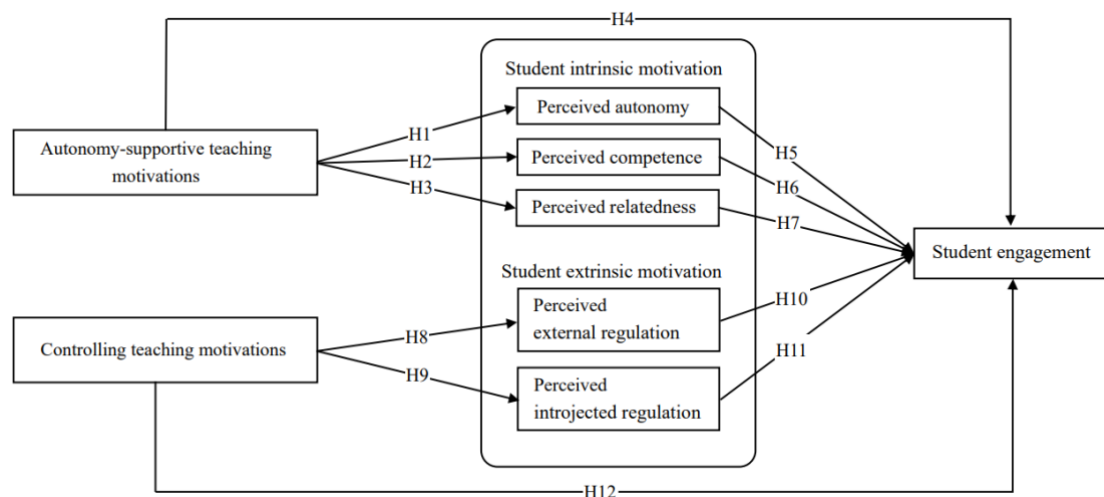 H4
Student intrinsic motivation
Perceived autonomy
H1
H5
Autonomy-supportive teaching
motivations
H2
Perceived competence
H6
H3
Perceived relatedness
H7
Student engagement
Student extrinsic motivation
Perceived
external regulation
H10
Controlling teaching motivations
H8
H11
H9
Perceived
introjected regulation
H12